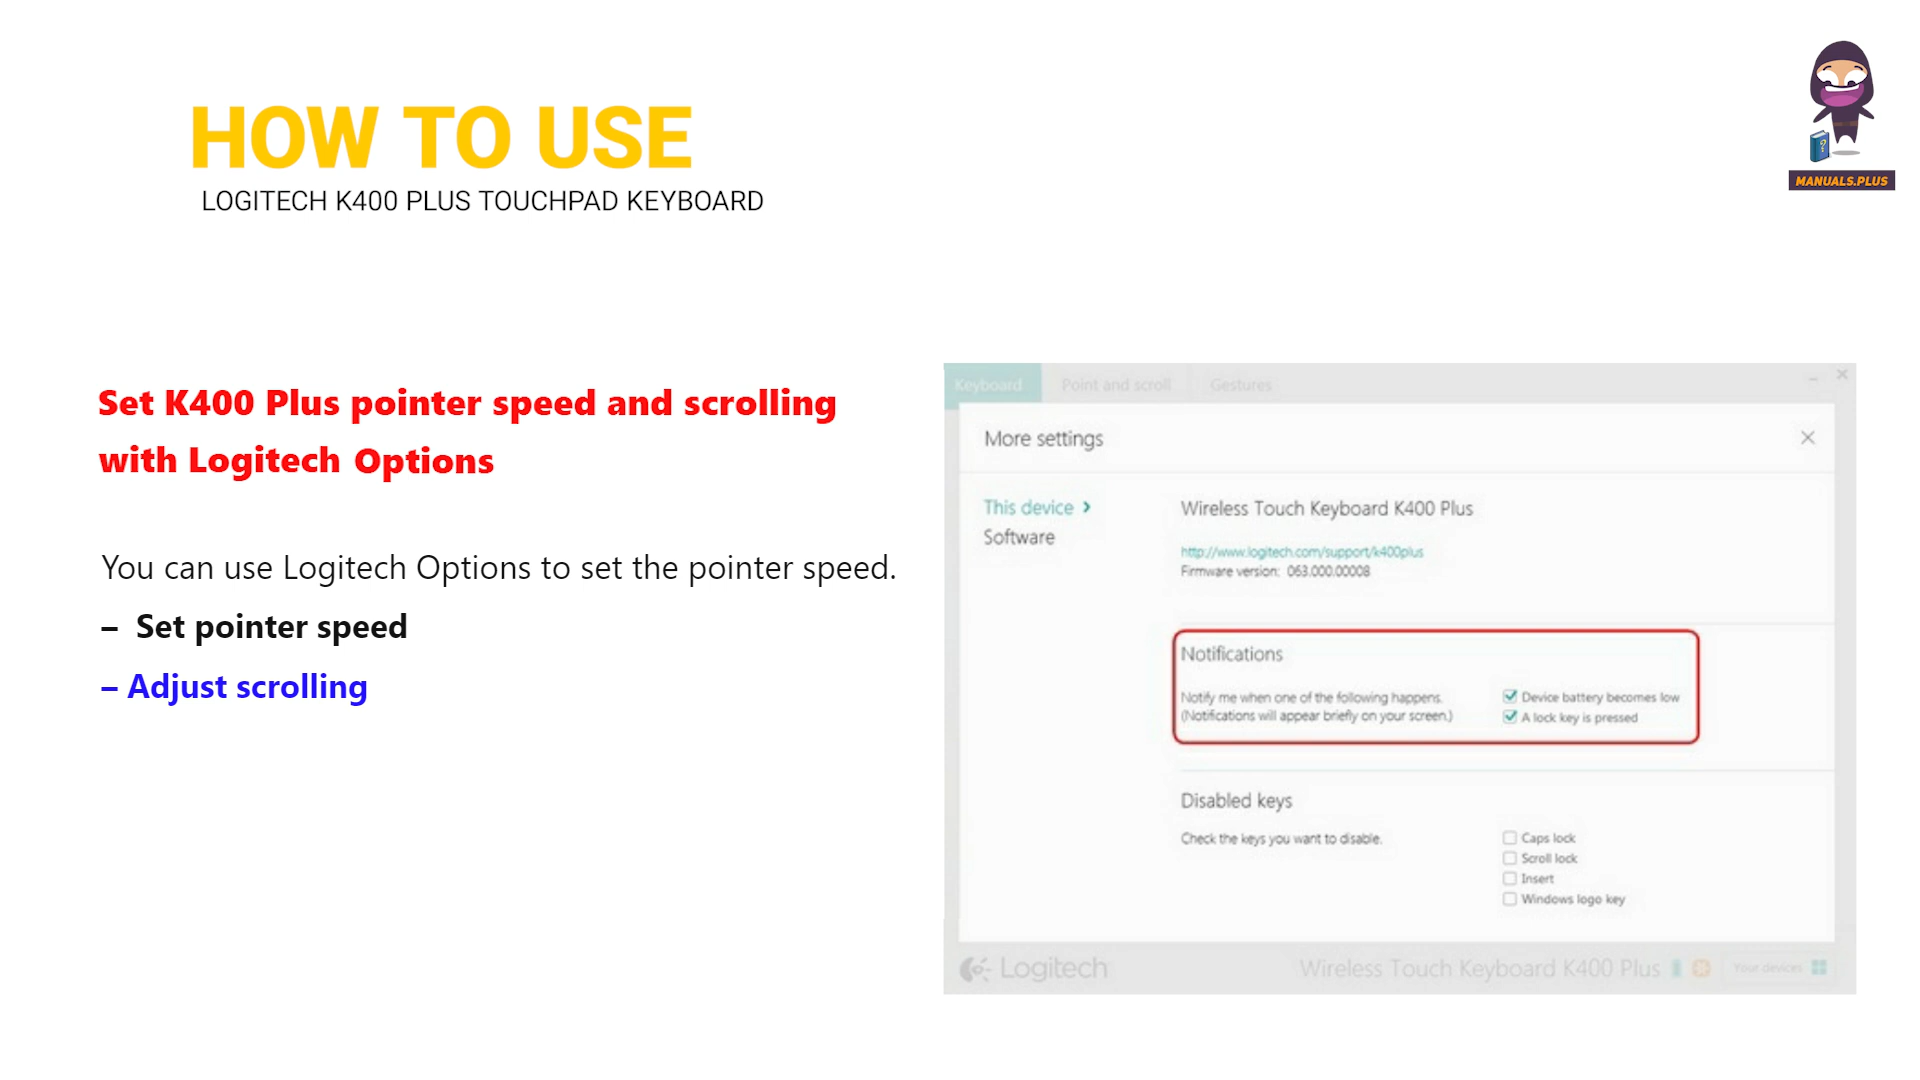 HOW TO USE
LOGITECH K400 PLUS TOUCHPAD KEYBOARD
?
MANUALS.PLUS
Set K400 Plus pointer speed and scrolling
with Logitech Options
You can use Logitech Options to set the pointer speed.
– Set pointer speed
– Adjust scrolling
Keyboard Point and scroll Gestures
More settings
This device
Software
Wireless Touch Keyboard K400 Plus
http://www.logitech.com/support/k400plus
Firmware version: 063.000.00008
Notifications
Notify me when one of the following happens.
(Notifications will appear briefly on your screen.)
Device battery becomes low
A lock key is pressed
Disabled keys
Check the keys you want to disable.
Caps lock
Scroll lock
Insert
Windows logo key
Logitech
Wireless Touch Keyboard K400 Plus
Your devices